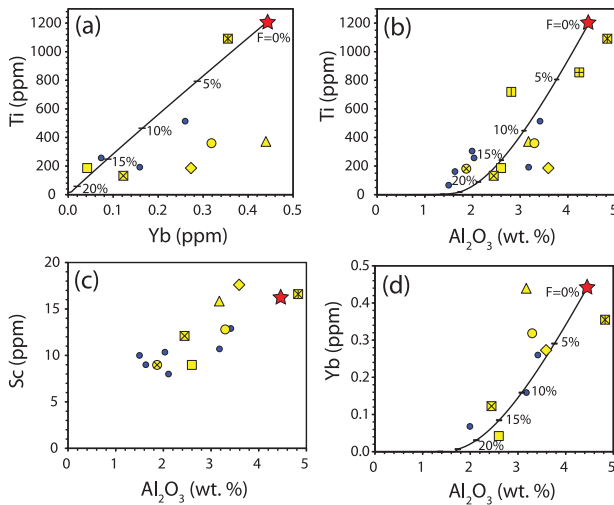 (a)
Ti (ppm)
1200
1000
800
600
400
200
0
F=0%
5%
10%
15%
20%
0.0 0.1 0.2 0.3 0.4 0.5
Yb (ppm)
(b)
Ti (ppm)
1200
1000
800
600
400
200
0
F=0%
5%
10%
15%
20%
0 1 2 3 4 5
Al₂O₃ (wt. %)
(c)
Sc (ppm)
20
15
10
5
0
0 1 2 3 4 5
Al₂O₃ (wt. %)
(d)
Yb (ppm)
0.5
0.4
0.3
0.2
0.1
0.0
F=0%
5%
10%
15%
20%
0 1 2 3 4 5
Al₂O₃ (wt. %)